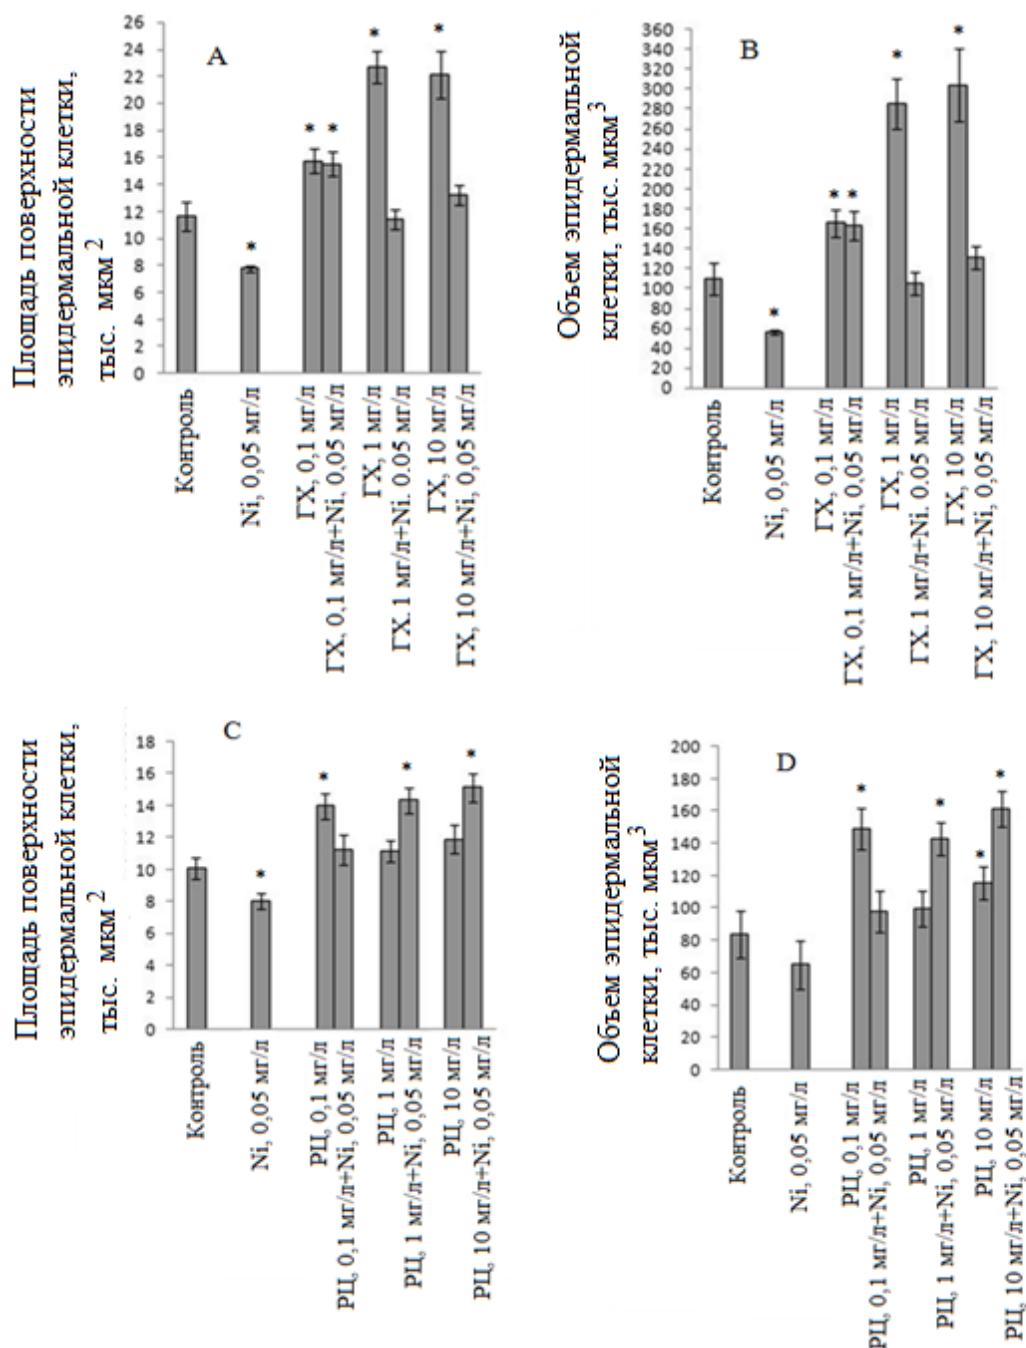 A
Площадь поверхности
эпидермальной клетки,
тыс. мкм 2
26
24
22
20
18
16
14
12
10
8
6
4
2
0
* * * * *
Контроль
Ni, 0,05 мг/л
ГХ, 0,1 мг/л
ГХ, 0,1 мг/л+Ni, 0,05 мг/л
ГХ, 1 мг/л
ГХ. 1 мг/л+Ni. 0.05 мг/л
ГХ, 10 мг/л
ГХ, 10 мг/л+Ni, 0,05 мг/л
B
Объем эпидермальной
клетки, тыс. мкм3
360
340
320
300
280
260
240
220
200
180
160
140
120
100
80
60
40
20
0
* * * * *
Контроль
Ni, 0,05 мг/л
ГХ, 0,1 мг/л
ГХ, 0,1 мг/л+Ni, 0,05 мг/л
ГХ, 1 мг/л
ГХ, 1 мг/л+Ni. 0.05 мг/л
ГХ, 10 мг/л
ГХ, 10 мг/л+Ni, 0,05 мг/л
C
Площадь поверхности
эпидермальной клетки,
тыс. мкм 2
18
16
14
12
10
8
6
4
2
0
* * * *
Контроль
Ni, 0,05 мг/л
РЦ, 0,1 мг/л
РЦ, 0,1 мг/л+Ni, 0,05 мг/л
РЦ, 1 мг/л
РЦ, 1 мг/л+Ni, 0,05 мг/л
РЦ, 10 мг/л
РЦ, 10 мг/л+Ni, 0,05 мг/л
D
Объем эпидермальной
клетки, тыс. мкм3
200
180
160
140
120
100
80
60
40
20
0
* * * *
Контроль
Ni, 0,05 мг/л
РЦ, 0,1 мг/л
РЦ, 0,1 мг/л+Ni, 0,05 мг/л
РЦ, 1 мг/л
РЦ, 1 мг/л+Ni, 0,05 мг/л
РЦ, 10 мг/л
РЦ, 10 мг/л+Ni, 0,05 мг/л